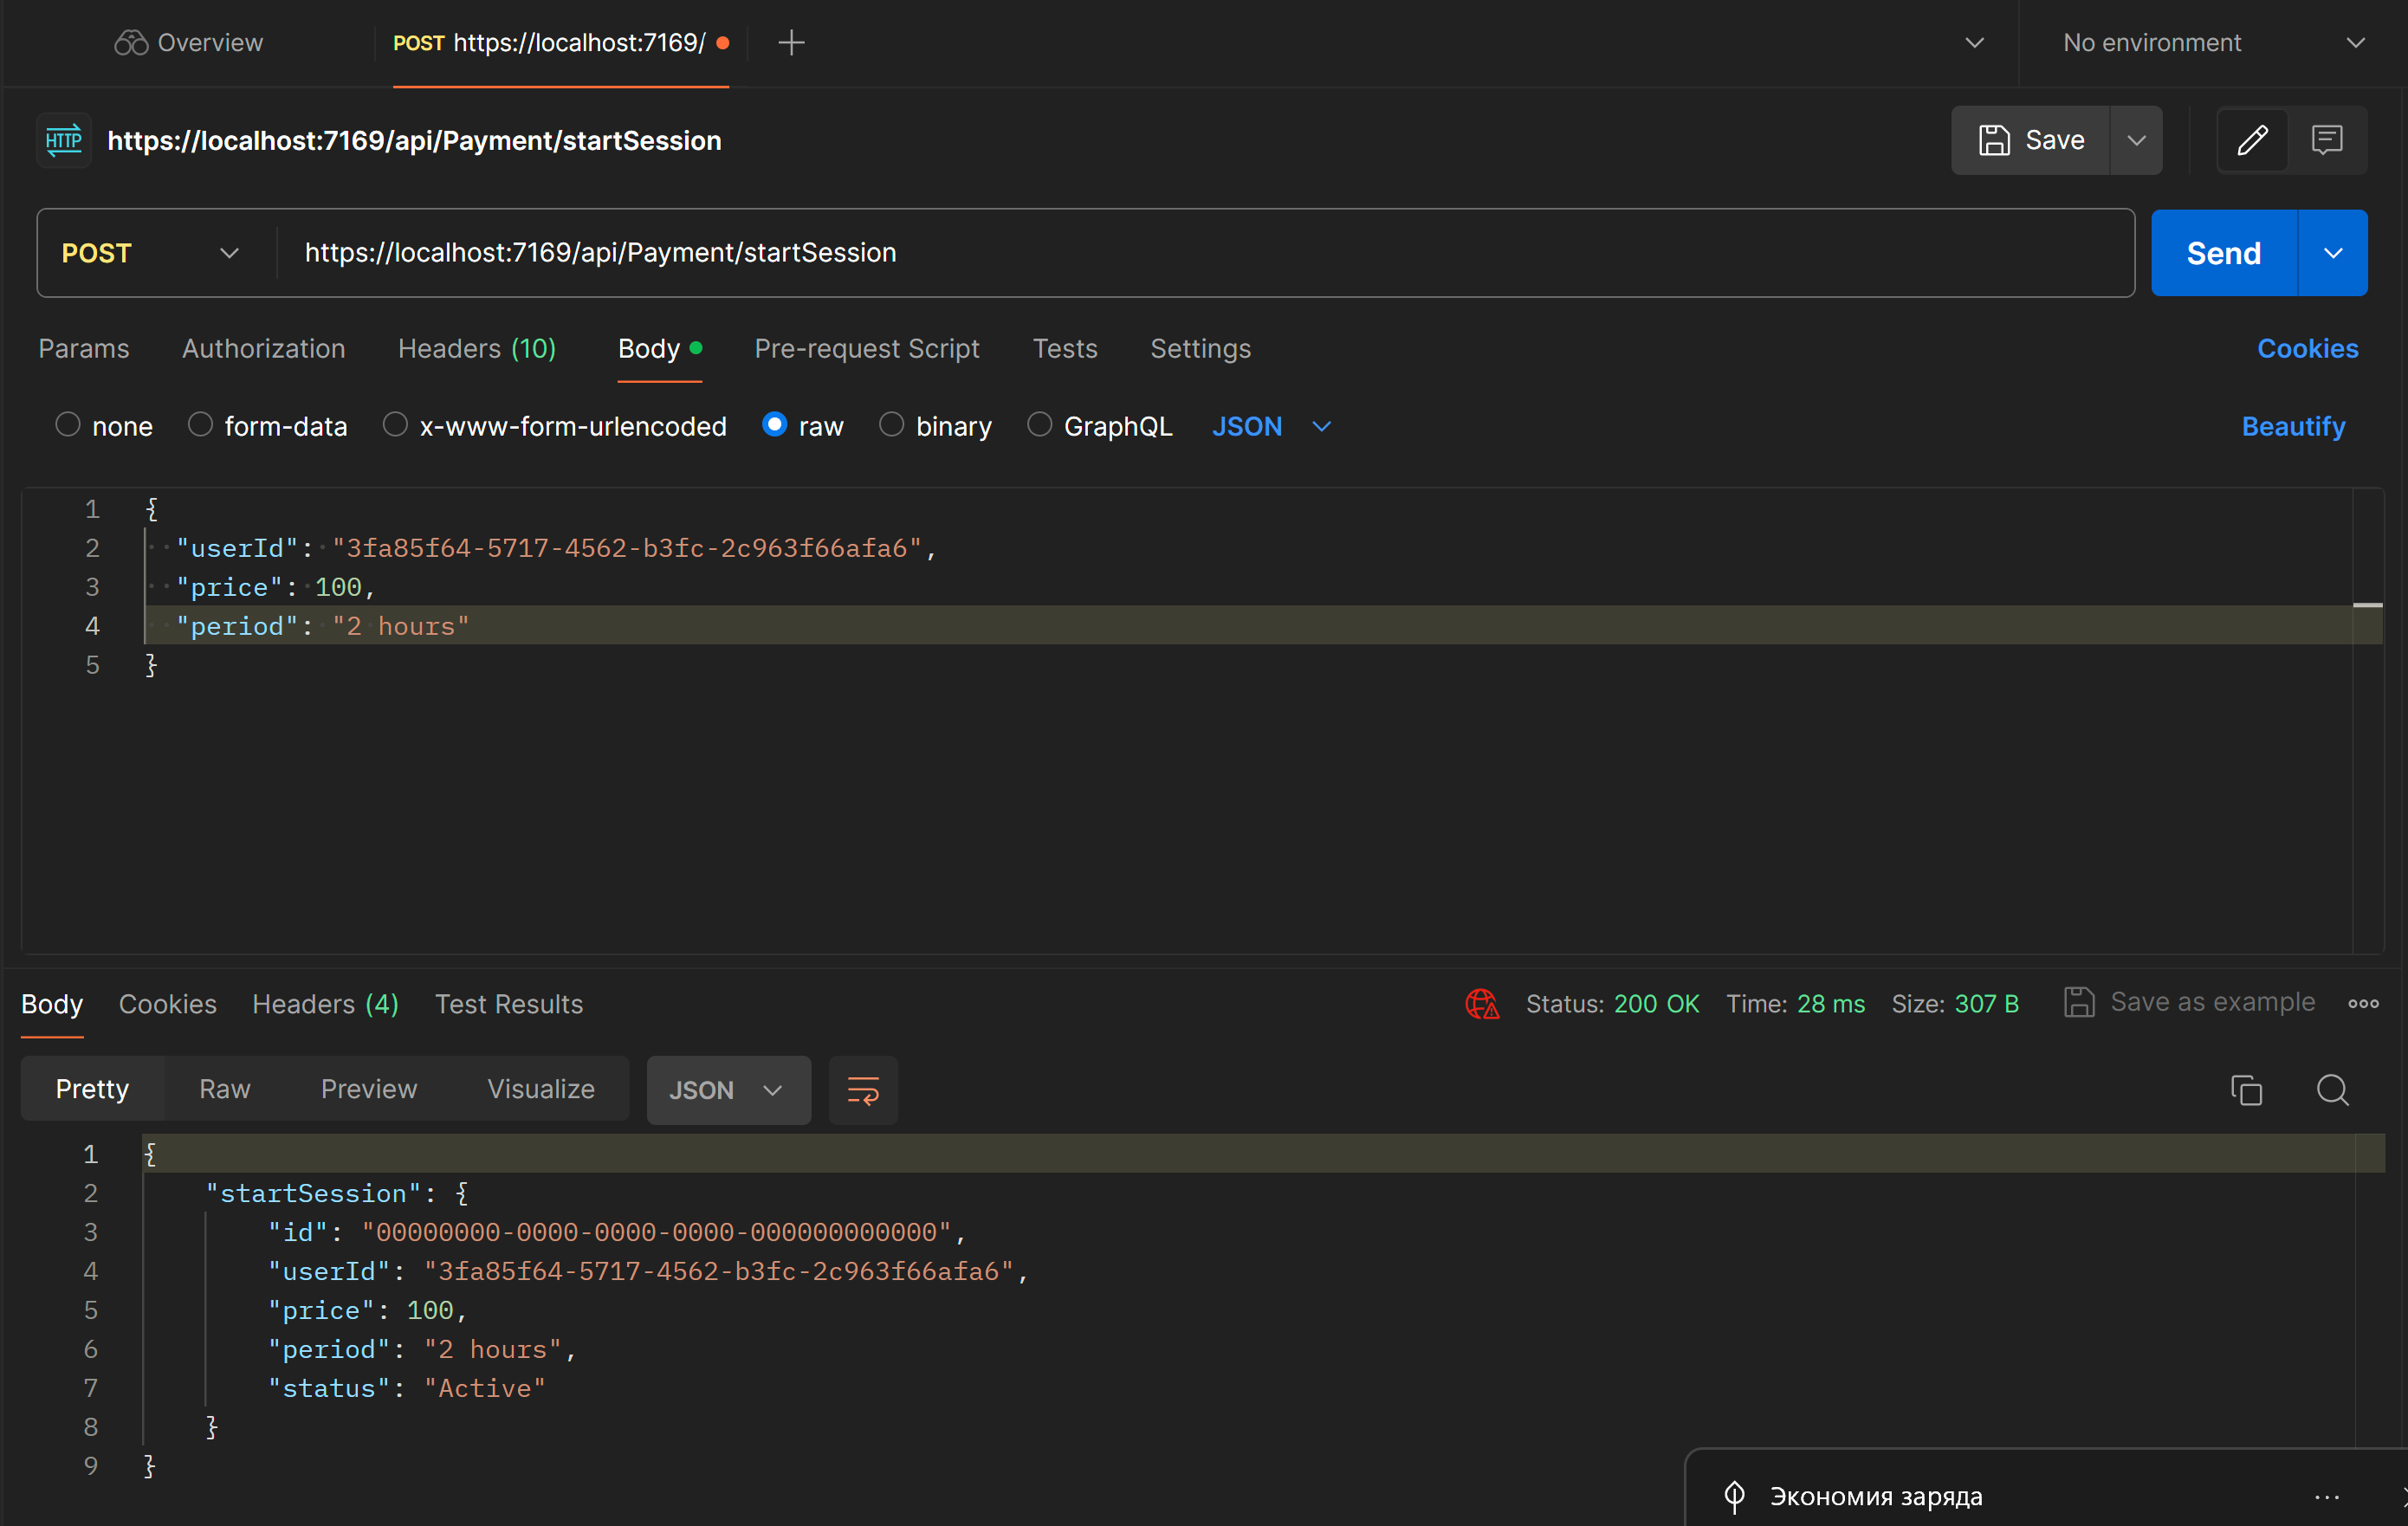 Overview
POST https://localhost:7169/
No environment
HTTP https://localhost:7169/api/Payment/startSession
Save
POST https://localhost:7169/api/Payment/startSession
Send
Params Authorization Headers (10) Body Pre-request Script Tests Settings Cookies
none form-data x-www-form-urlencoded raw binary GraphQL JSON Beautify
1 {
2 "userId": "3fa85f64-5717-4562-b3fc-2c963f66afa6",
3 "price": 100,
4 "period": "2 hours"
5 }
Body Cookies Headers (4) Test Results Status: 200 OK Time: 28 ms Size: 307 B Save as example
Pretty Raw Preview Visualize JSON
1 {
2 "startSession": {
3 "id": "00000000-0000-0000-0000-000000000000",
4 "userId": "3fa85f64-5717-4562-b3fc-2c963f66afa6",
5 "price": 100,
6 "period": "2 hours",
7 "status": "Active"
8 }
9 }
Экономия заряда